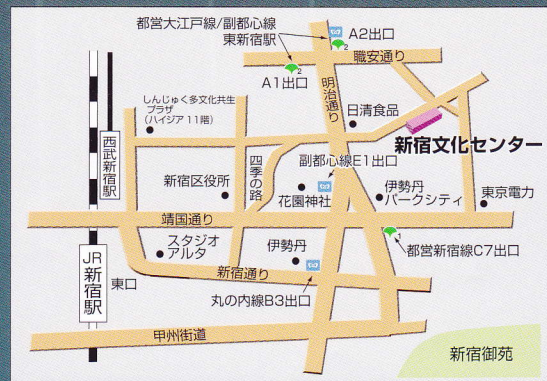 都営大江戸線/副都心線
東新宿駅
A2出口
2
職安通り
2
A1出口
明治通り
しんじゅく多文化共生
プラザ
(ハイジア11階)
日清食品
西武新宿駅
新宿文化センター
四季の路
副都心線E1出口
新宿区役所
花園神社
伊勢丹
パークシティ
東京電力
靖国通り
1
都営新宿線C7出口
スタジオ
アルタ
伊勢丹
JR新宿駅
東口
新宿通り
丸の内線B3出口
甲州街道
新宿御苑